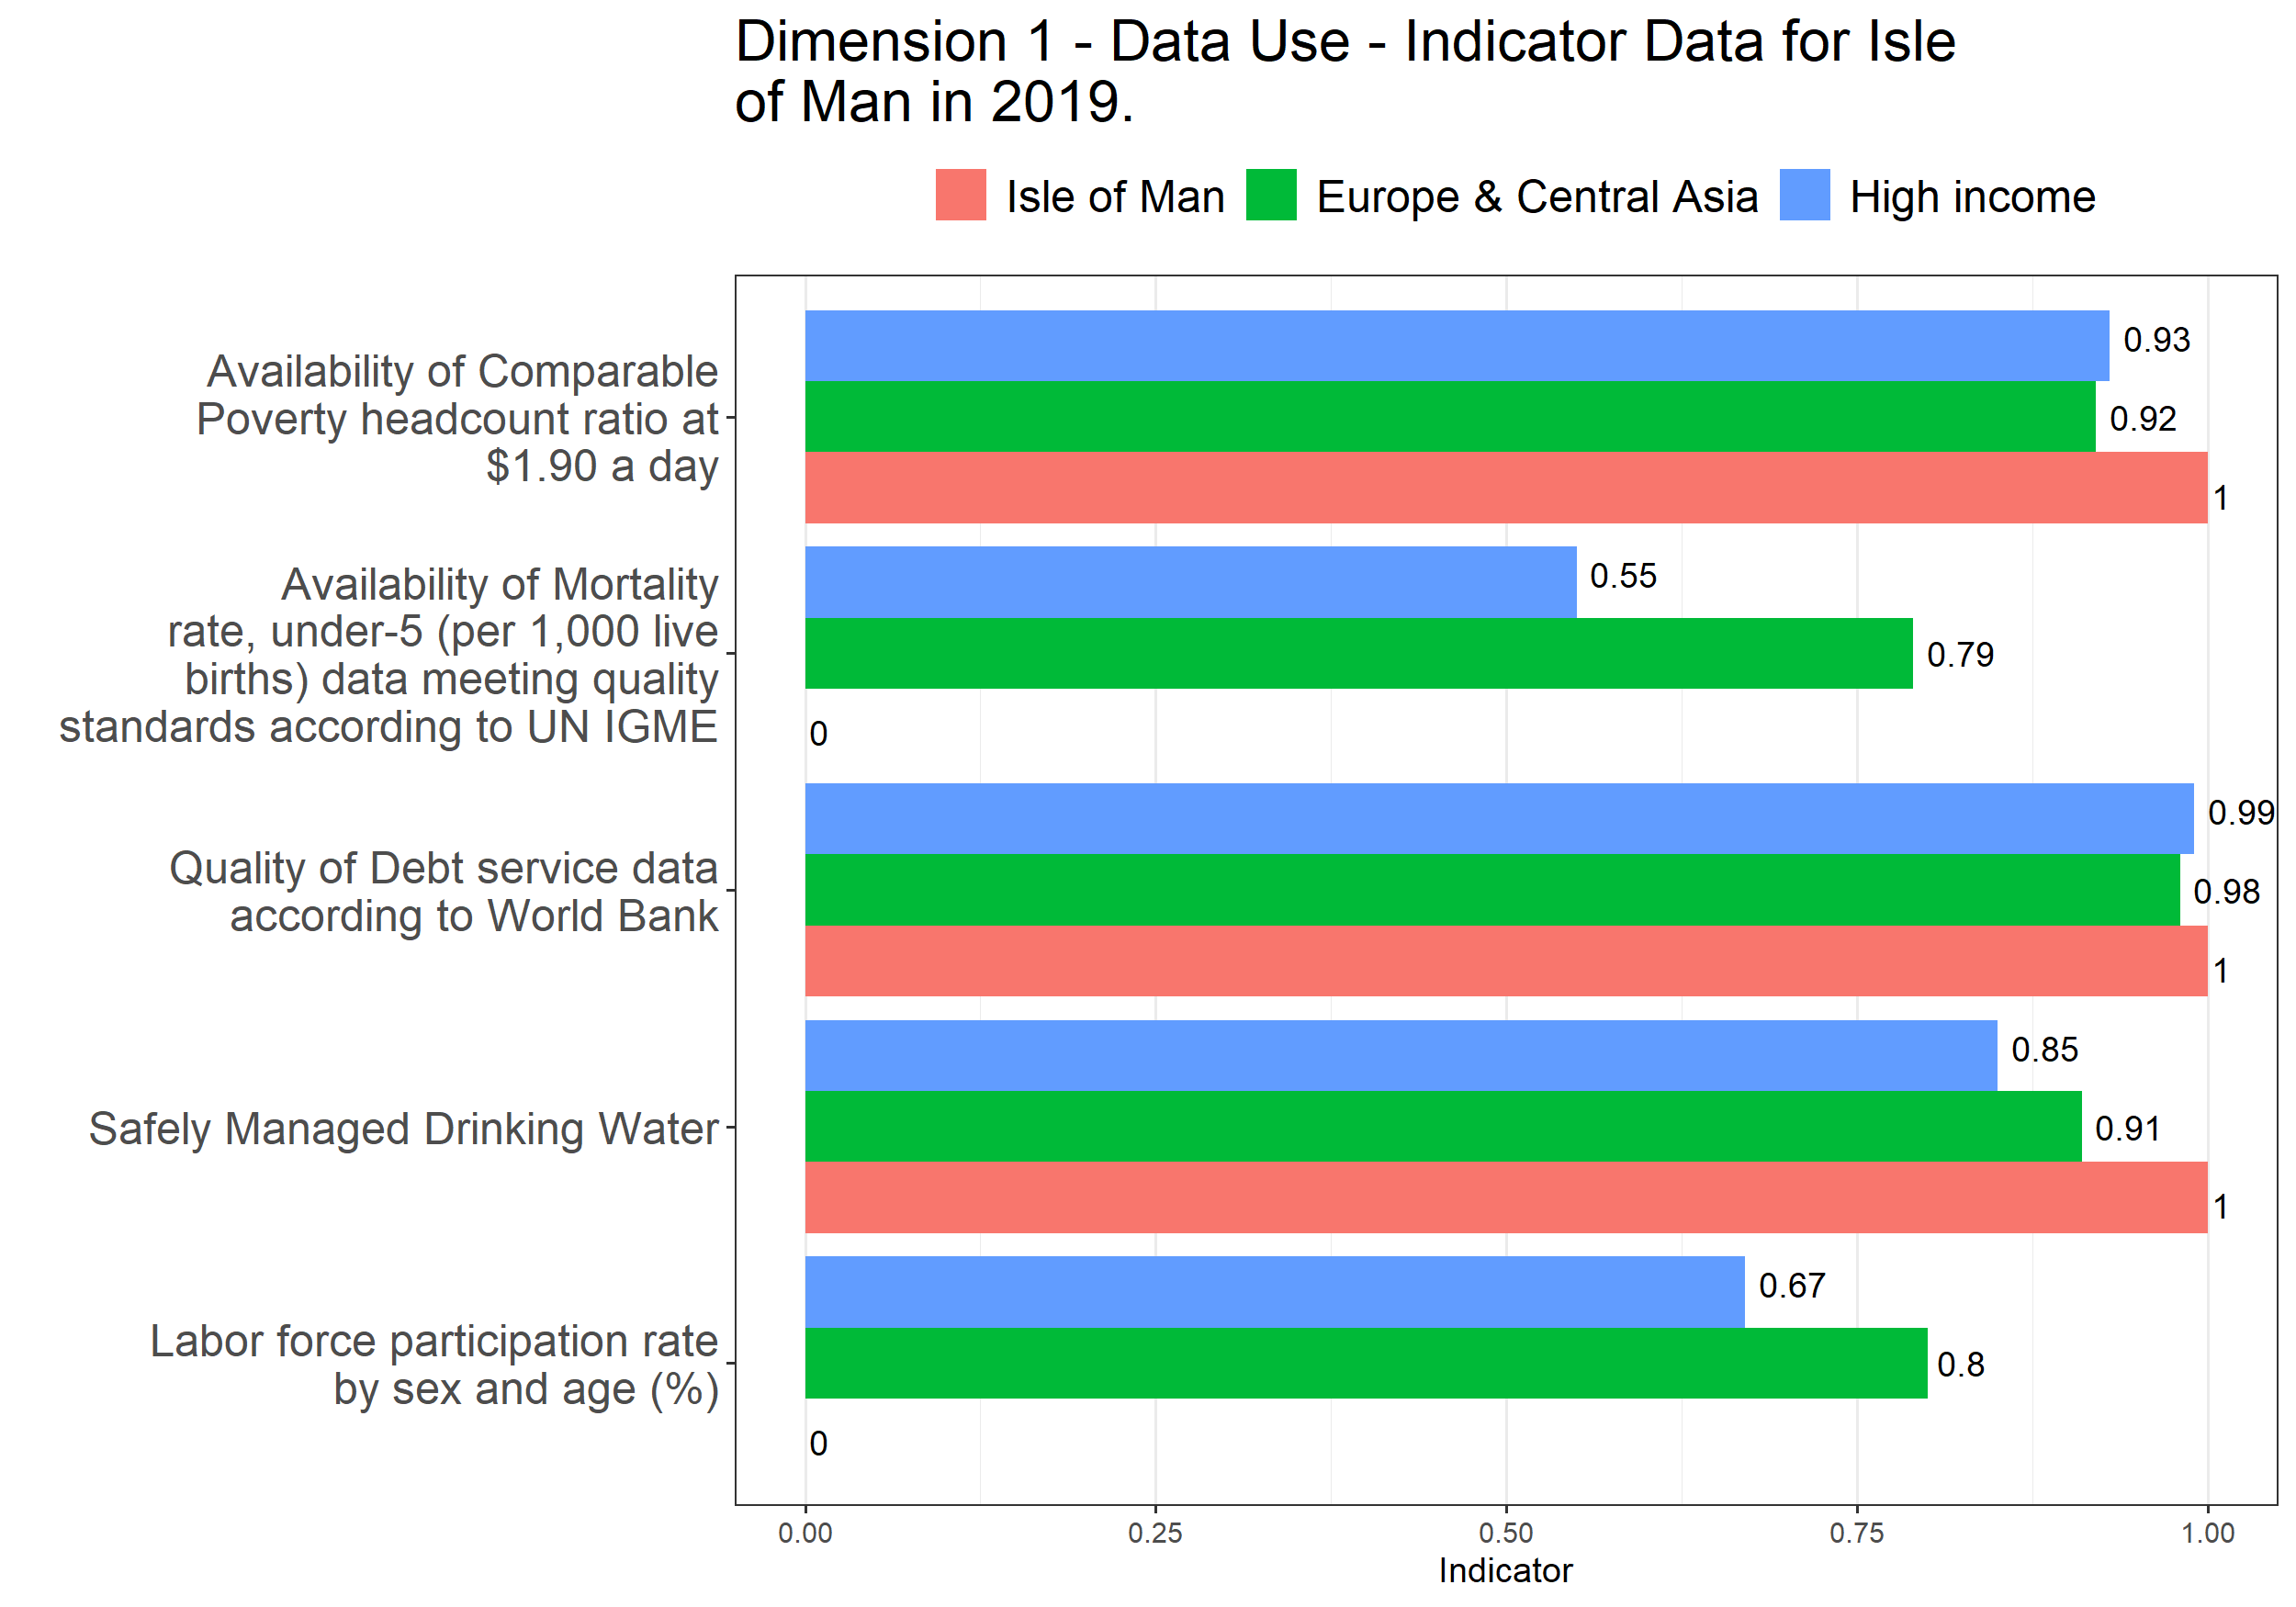 Dimension 1 - Data Use - Indicator Data for Isle
of Man in 2019.
Isle of Man
Europe & Central Asia
High income
Availability of Comparable
Poverty headcount ratio at
$1.90 a day
0.93
0.92
1
Availability of Mortality
rate, under-5 (per 1,000 live
births) data meeting quality
standards according to UN IGME
0.55
0.79
0
Quality of Debt service data
according to World Bank
0.99
0.98
1
Safely Managed Drinking Water
0.85
0.91
1
Labor force participation rate
by sex and age (%)
0.67
0.8
0
0.00
0.25
0.50
0.75
1.00
Indicator